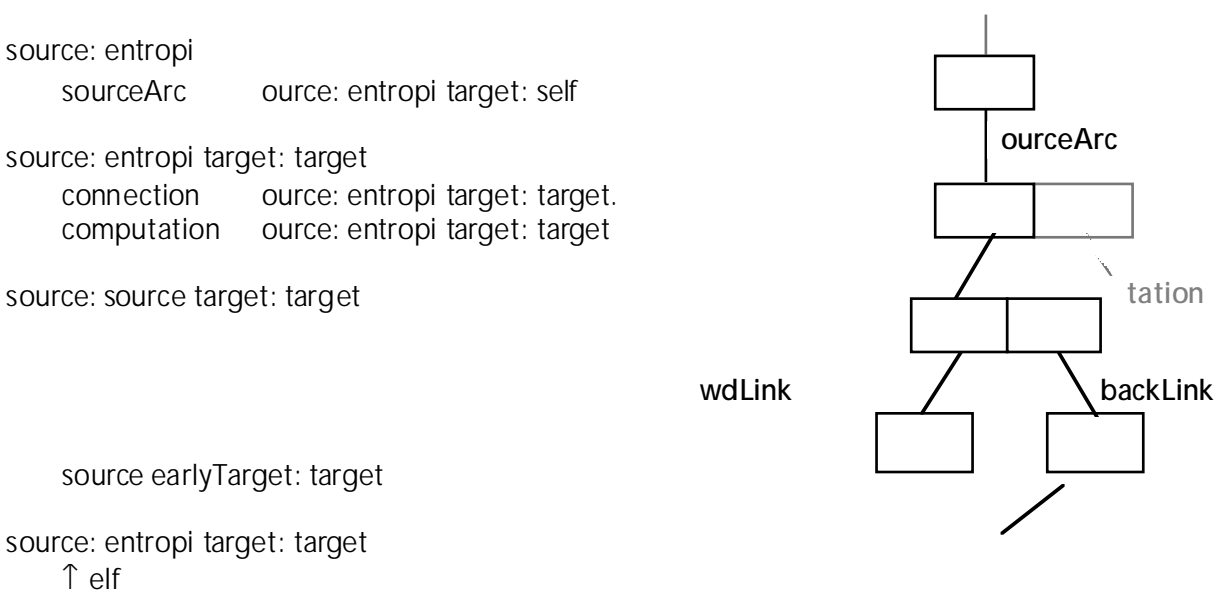 source: entropi
sourceArc ource: entropi target: self
source: entropi target: target
connection ource: entropi target: target.
computation ource: entropi target: target
source: source target: target
source earlyTarget: target
source: entropi target: target
↑ elf
ourceArc
tation
wdLink
backLink